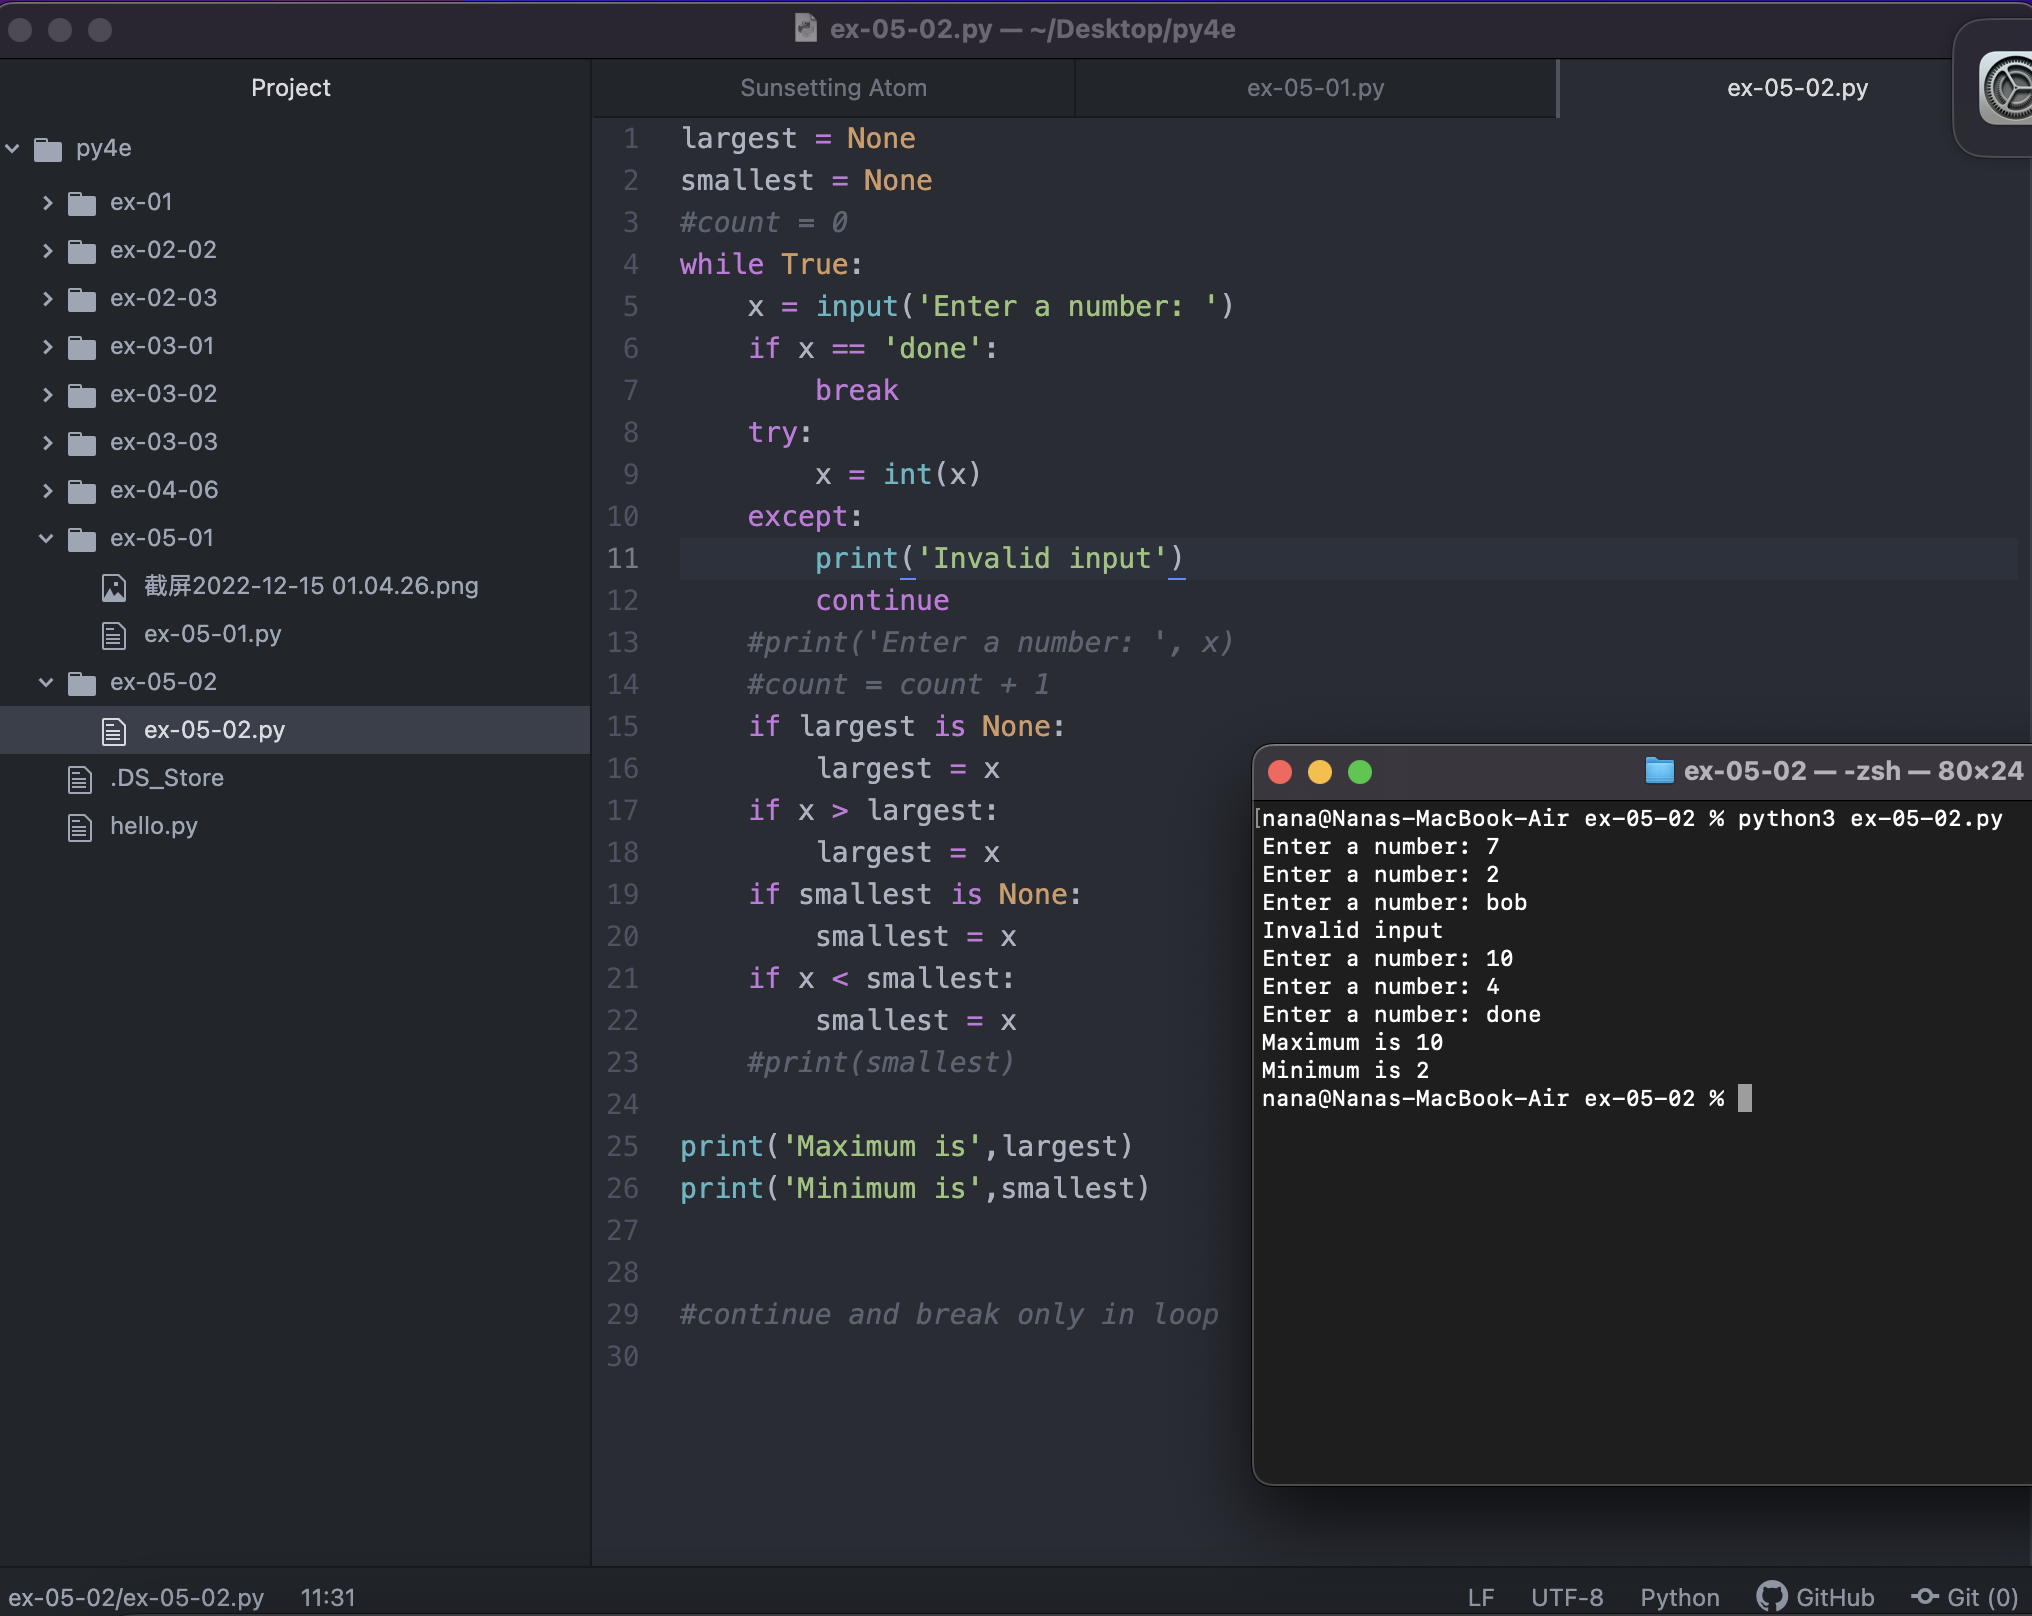 ex-05-02.py — ~/Desktop/py4e
Project
Sunsetting Atom
ex-05-01.py
ex-05-02.py
py4e
ex-01
ex-02-02
ex-02-03
ex-03-01
ex-03-02
ex-03-03
ex-04-06
ex-05-01
截屏2022-12-15 01.04.26.png
ex-05-01.py
ex-05-02
ex-05-02.py
.DS_Store
hello.py
1 largest = None
2 smallest = None
3 #count = 0
4 while True:
5 x = input('Enter a number: ')
6 if x == 'done':
7 break
8 try:
9 x = int(x)
10 except:
11 print('Invalid input')
12 continue
13 #print('Enter a number: ', x)
14 #count = count + 1
15 if largest is None:
16 largest = x
17 if x > largest:
18 largest = x
19 if smallest is None:
20 smallest = x
21 if x < smallest:
22 smallest = x
23 #print(smallest)
24
25 print('Maximum is',largest)
26 print('Minimum is',smallest)
27
28
29 #continue and break only in loop
30
ex-05-02 — -zsh — 80×24
[nana@Nanas-MacBook-Air ex-05-02 % python3 ex-05-02.py
Enter a number: 7
Enter a number: 2
Enter a number: bob
Invalid input
Enter a number: 10
Enter a number: 4
Enter a number: done
Maximum is 10
Minimum is 2
nana@Nanas-MacBook-Air ex-05-02 %
ex-05-02/ex-05-02.py 11:31
LF UTF-8 Python GitHub Git (0)